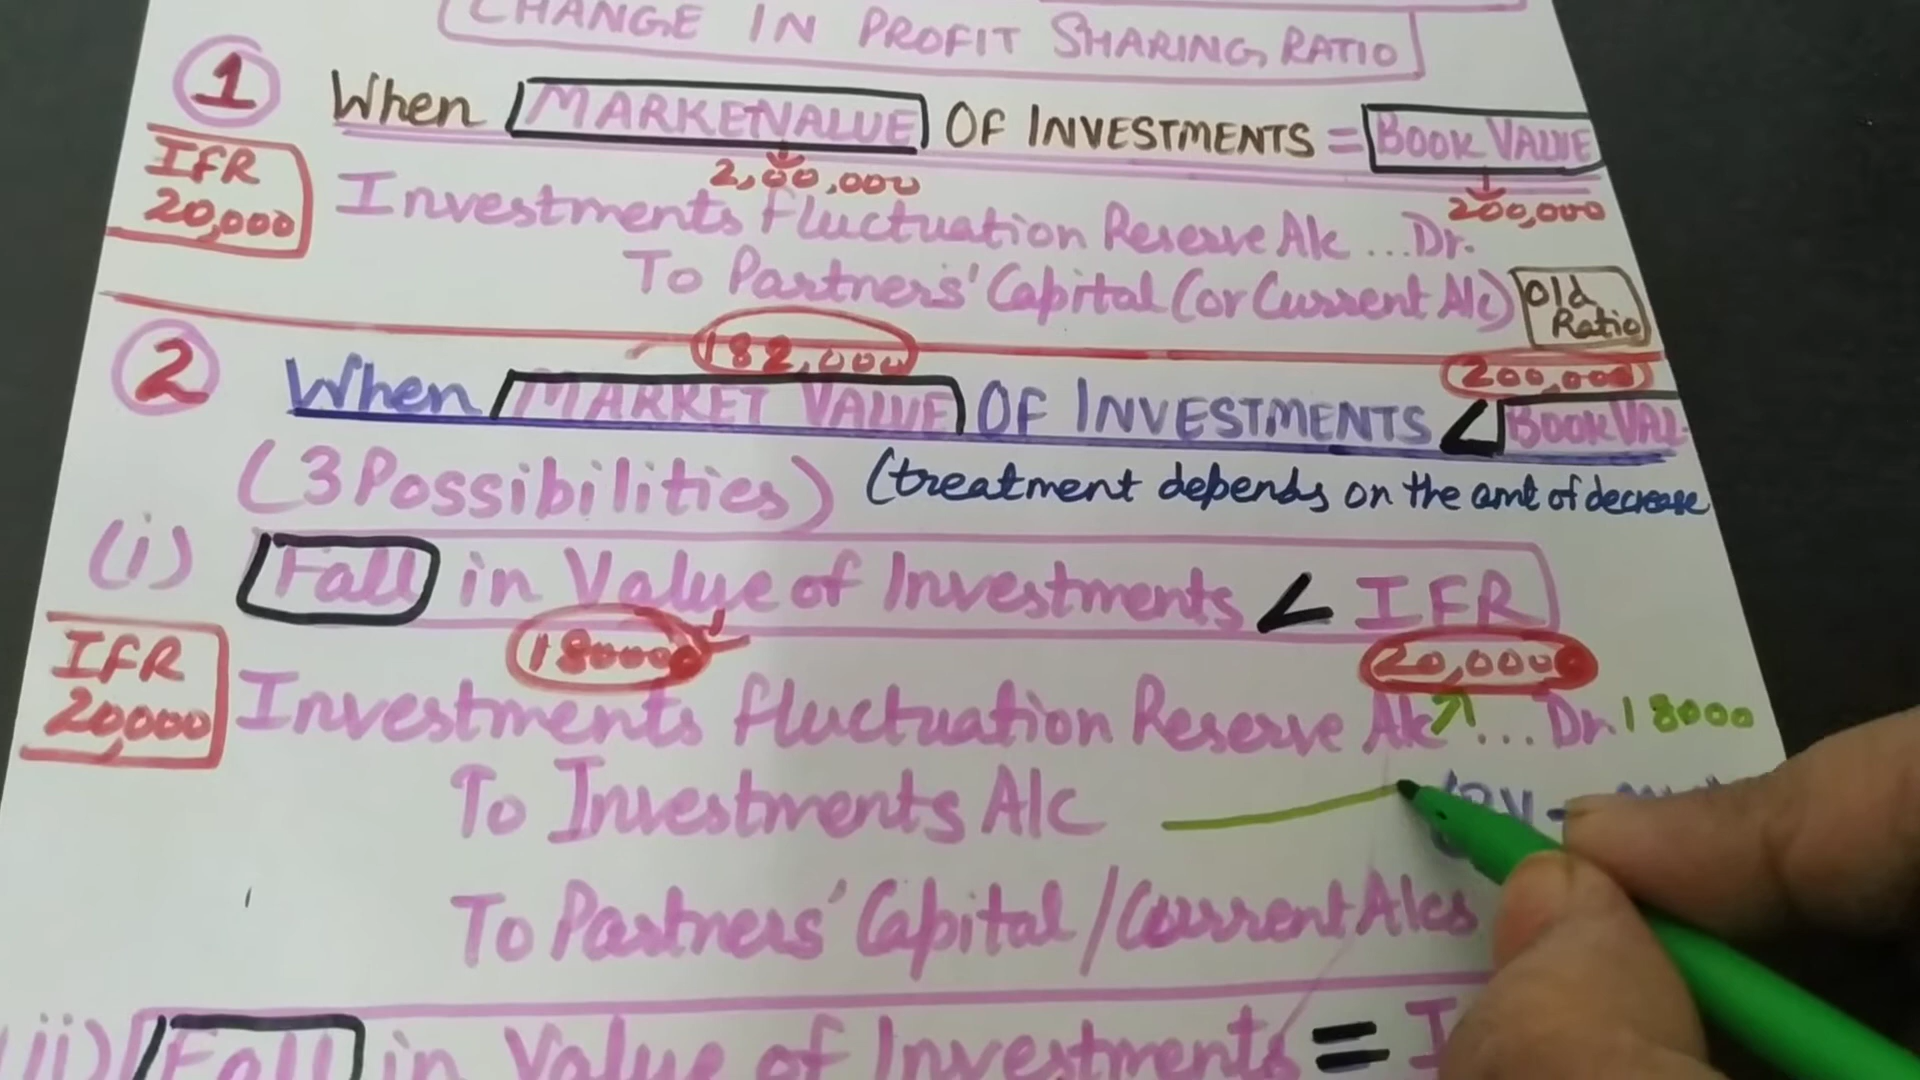 CHANGE IN PROFIT SHARING RATIO
1 When MARKET VALUE OF INVESTMENTS = BOOK VALUE
2,00,000 200,000
IFR
20,000
Investments Fluctuation Reserve A/c ... Dr.
To Partners' Capital (or Current A/c) Old Ratio
182,000 200,000
2 When MARKET VALUE OF INVESTMENTS < BOOK VAL
(3 Possibilities) (treatment depends on the amt of decrease
(i) Fall in Value of Investments < IFR
18000 20,000
IFR
20,000
Investments Fluctuation Reserve A/c ... Dr. 18000
To Investments A/c
To Partners' Capital / Current A/cs
(ii) Fall in Value of Investments = I